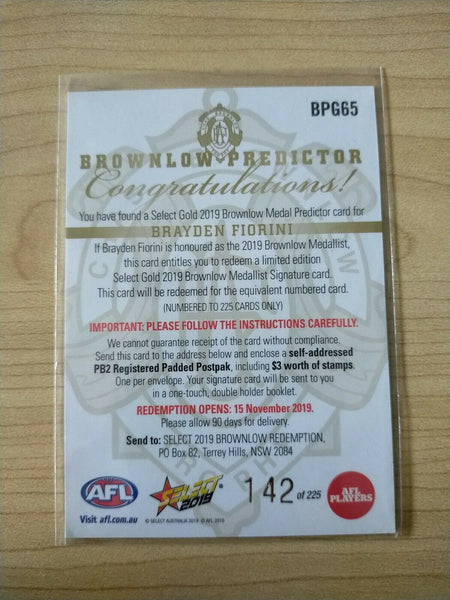 BPG65
BROWNLOW PREDICTOR
Congratulations!
You have found a Select Gold 2019 Brownlow Medal Predictor card for
BRAYDEN FIORINI
If Brayden Fiorini is honoured as the 2019 Brownlow Medallist,
this card entitles you to redeem a limited edition
Select Gold 2019 Brownlow Medallist Signature card.
This card will be redeemed for the equivalent numbered card.
(NUMBERED TO 225 CARDS ONLY)
IMPORTANT: PLEASE FOLLOW THE INSTRUCTIONS CAREFULLY.
We cannot guarantee receipt of the card without compliance.
Send this card to the address below and enclose a self-addressed
PB2 Registered Padded Postpak, including $3 worth of stamps.
One per envelope. Your signature card will be sent to you
in a one-touch, double holder booklet.
REDEMPTION OPENS: 15 November 2019.
Please allow 90 days for delivery.
Send to: SELECT 2019 BROWNLOW REDEMPTION,
PO Box 82, Terrey Hills, NSW 2084
AFL
SELECT
2019
142 of 225
AFL
PLAYERS
Visit afl.com.au
© SELECT AUSTRALIA 2019 © AFL 2019